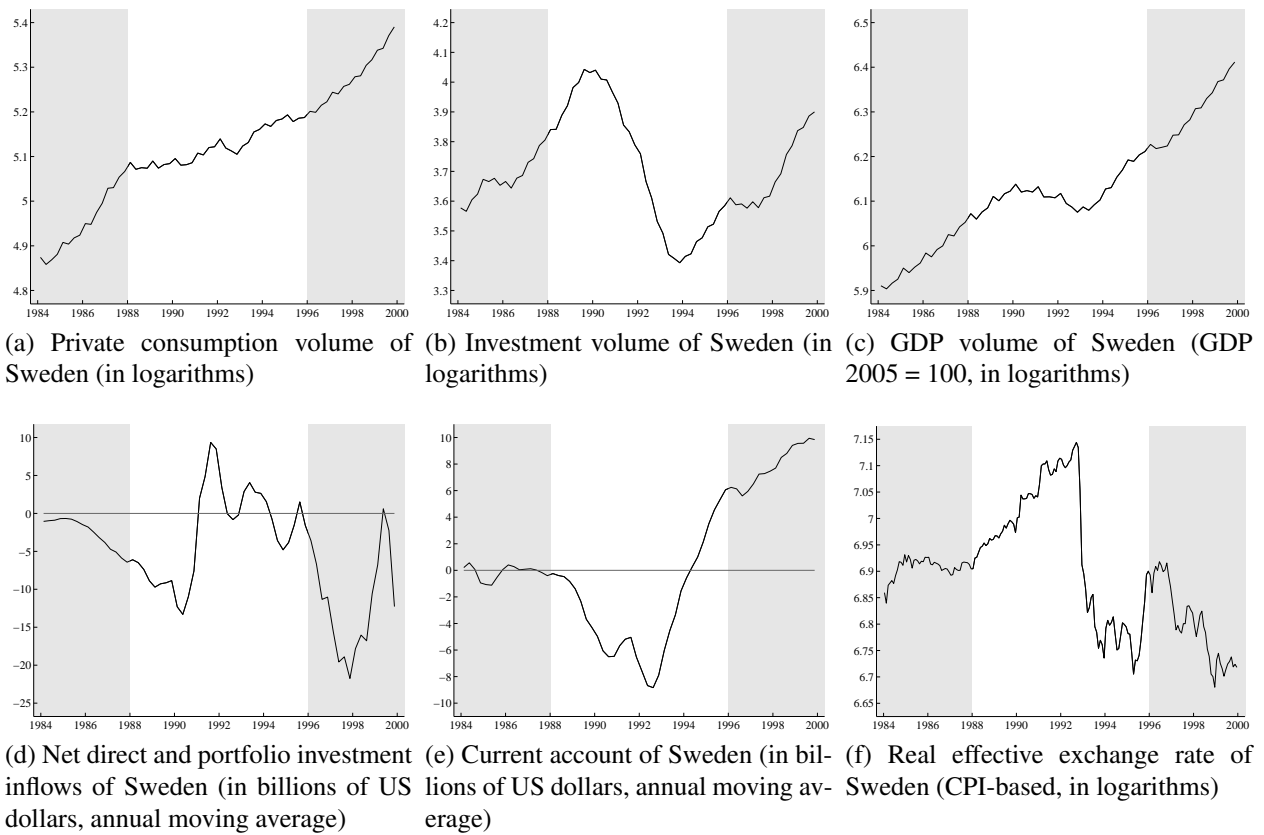 5.4
5.3
5.2
5.1
5
4.9
4.8
1984 1986 1988 1990 1992 1994 1996 1998 2000
(a) Private consumption volume of
Sweden (in logarithms)
4.2
4.1
4
3.9
3.8
3.7
3.6
3.5
3.4
3.3
1984 1986 1988 1990 1992 1994 1996 1998 2000
(b) Investment volume of Sweden (in
logarithms)
6.5
6.4
6.3
6.2
6.1
6
5.9
1984 1986 1988 1990 1992 1994 1996 1998 2000
(c) GDP volume of Sweden (GDP
2005 = 100, in logarithms)
10
5
0
−5
−10
−15
−20
−25
1984 1986 1988 1990 1992 1994 1996 1998 2000
(d) Net direct and portfolio investment
inflows of Sweden (in billions of US
dollars, annual moving average)
10
8
6
4
2
0
−2
−4
−6
−8
−10
1984 1986 1988 1990 1992 1994 1996 1998 2000
(e) Current account of Sweden (in bil-
lions of US dollars, annual moving av-
erage)
7.15
7.1
7.05
7
6.95
6.9
6.85
6.8
6.75
6.7
6.65
1984 1986 1988 1990 1992 1994 1996 1998 2000
(f) Real effective exchange rate of
Sweden (CPI-based, in logarithms)